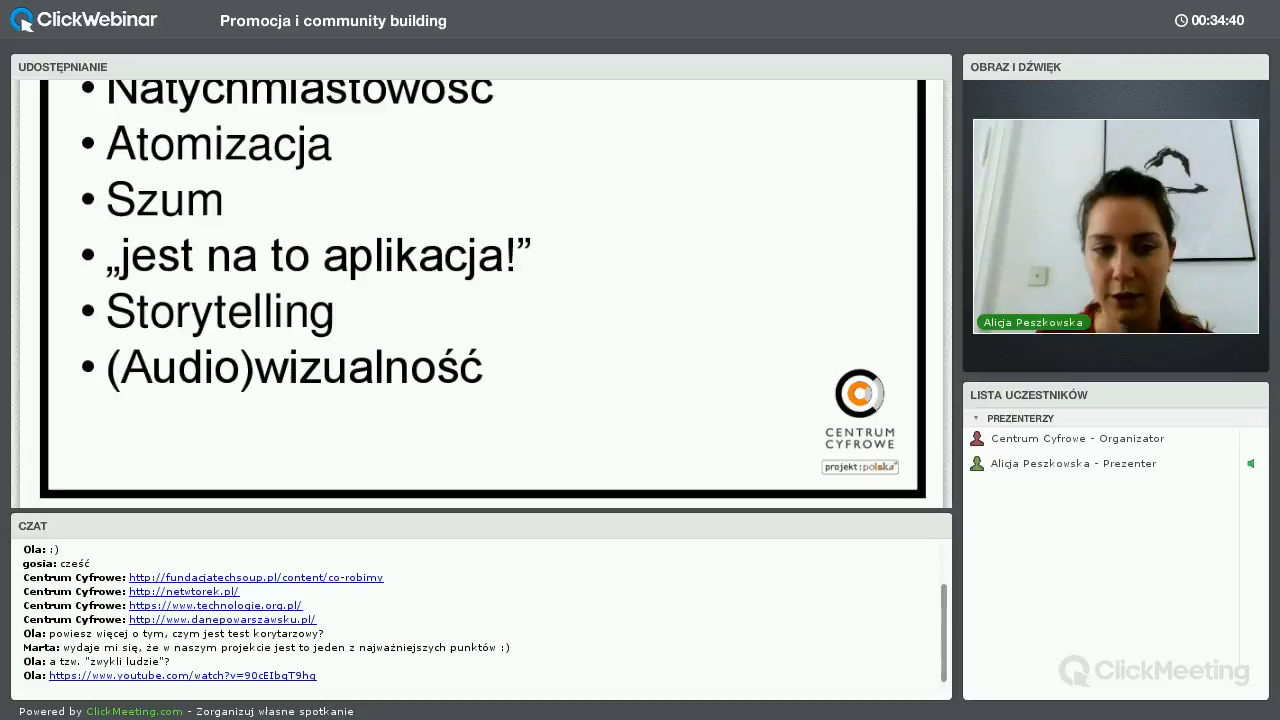 ClickWebinar
Promocja i community building
00:34:40
UDOSTĘPNIANIE
• Natychmiastowość
• Atomizacja
• Szum
• „jest na to aplikacja!”
• Storytelling
• (Audio)wizualność
CENTRUM
CYFROWE
projekt:polska
OBRAZ I DŹWIĘK
Alicja Peszkowska
LISTA UCZESTNIKÓW
PREZENTERZY
Centrum Cyfrowe - Organizator
Alicja Peszkowska - Prezenter
CZAT
Ola: :)
gosia: cześć
Centrum Cyfrowe: http://fundacjatechsoup.pl/content/co-robimy
Centrum Cyfrowe: http://netwtorek.pl/
Centrum Cyfrowe: https://www.technologie.org.pl/
Centrum Cyfrowe: http://www.danepowarszawsku.pl/
Ola: powiesz więcej o tym, czym jest test korytarzowy?
Marta: wydaje mi się, że w naszym projekcie jest to jeden z najważniejszych punktów :)
Ola: a tzw. "zwykli ludzie"?
Ola: https://www.youtube.com/watch?v=90cEIbqT9hg
ClickMeeting
Powered by ClickMeeting.com - Zorganizuj własne spotkanie